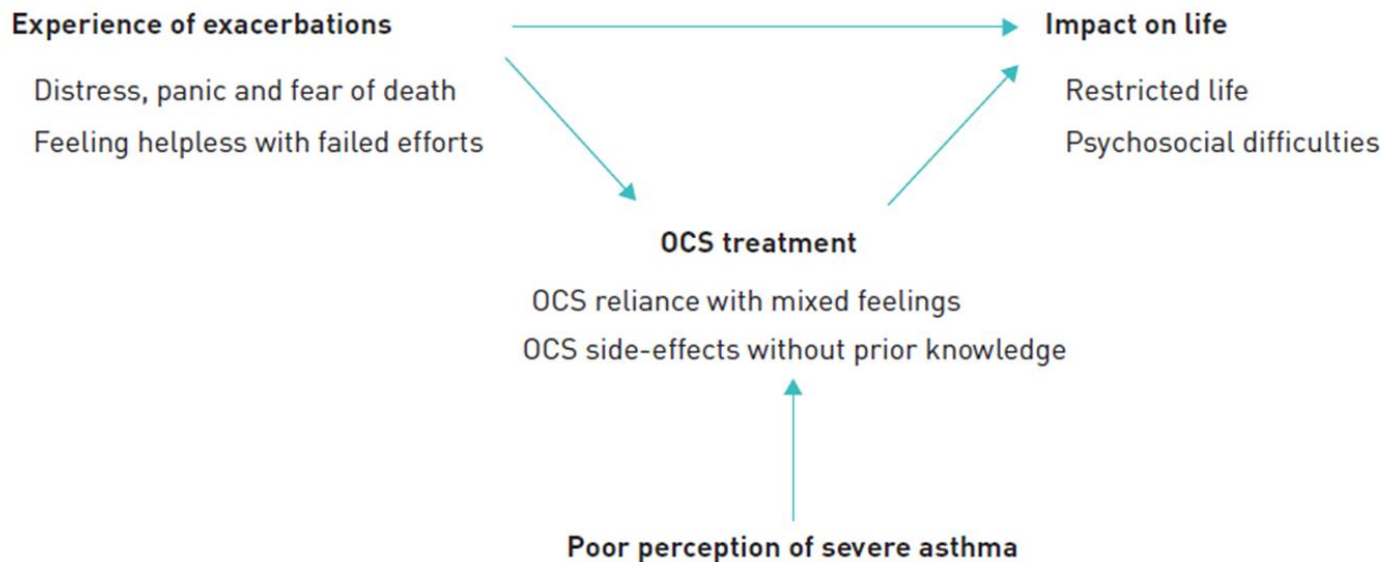 Experience of exacerbations
Distress, panic and fear of death
Feeling helpless with failed efforts
Impact on life
Restricted life
Psychosocial difficulties
OCS treatment
OCS reliance with mixed feelings
OCS side-effects without prior knowledge
Poor perception of severe asthma